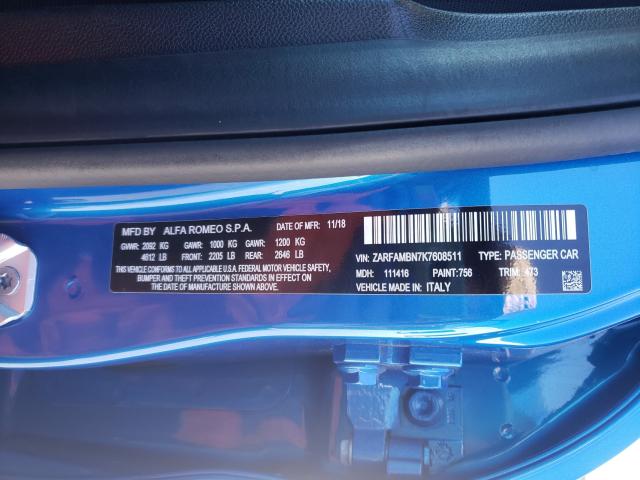 MFD BY ALFA ROMEO S.P.A. DATE OF MFR: 11/18
GVWR: 2092 KG GAWR: 1000 KG GAWR: 1200 KG
4612 LB FRONT: 2205 LB REAR: 2646 LB
THIS VEHICLE CONFORMS TO ALL APPLICABLE U.S.A. FEDERAL MOTOR VEHICLE SAFETY,
BUMPER AND THEFT PREVENTION STANDARDS IN EFFECT ON
THE DATE OF MANUFACTURE SHOWN ABOVE.
VIN: ZARFAMBN7K7608511 TYPE: PASSENGER CAR
MDH: 111416 PAINT: 756 TRIM: 473
VEHICLE MADE IN: ITALY